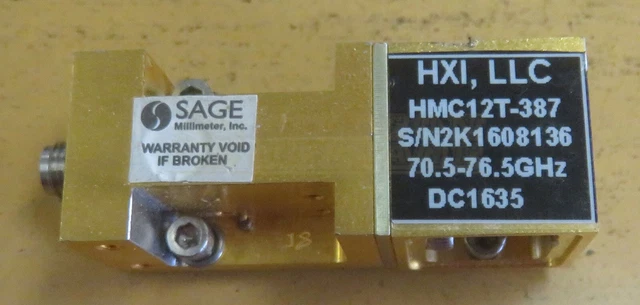 SAGE
Millimeter, Inc.
WARRANTY VOID
IF BROKEN
HXI, LLC
HMC12T-387
S/N2K1608136
70.5-76.5GHz
DC1635